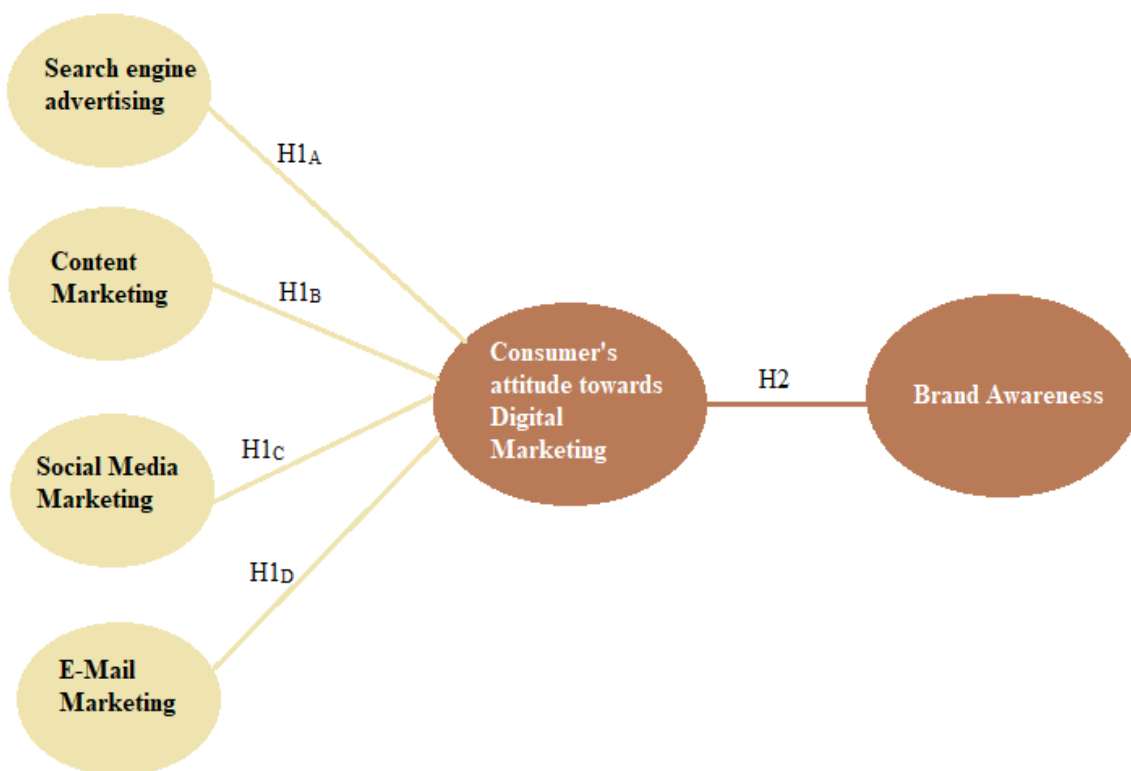 Search engine
advertising
H1A
Content
Marketing
H1B
Consumer's
attitude towards
Digital
Marketing
H2
Brand Awareness
Social Media
Marketing
H1C
H1D
E-Mail
Marketing